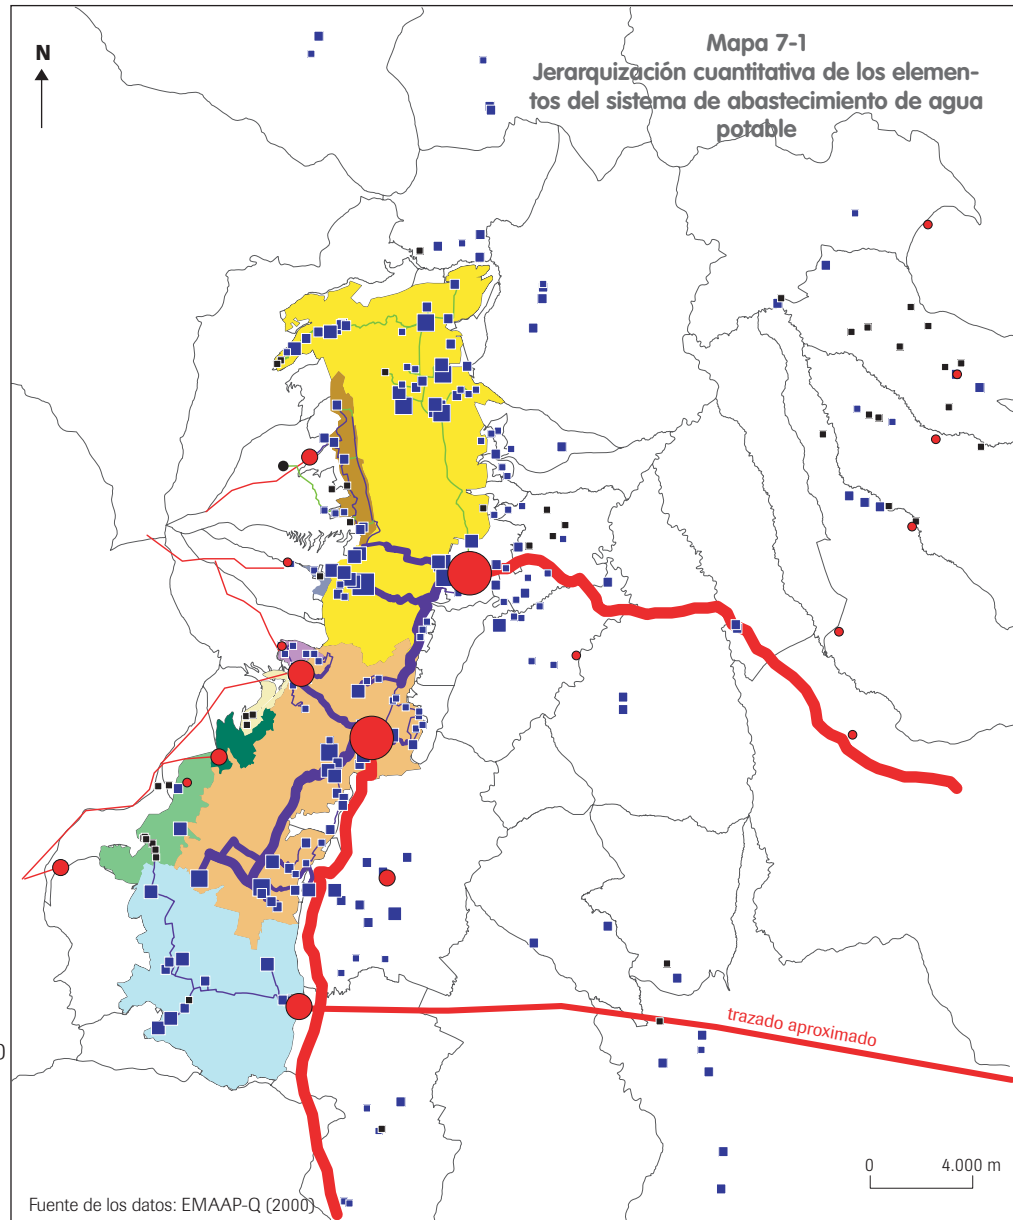 Mapa 7-1
Jerarquización cuantitativa de los elemen-
tos del sistema de abastecimiento de agua
potable
N
trazado aproximado
0
0 4.000 m
Fuente de los datos: EMAAP-Q (2000)